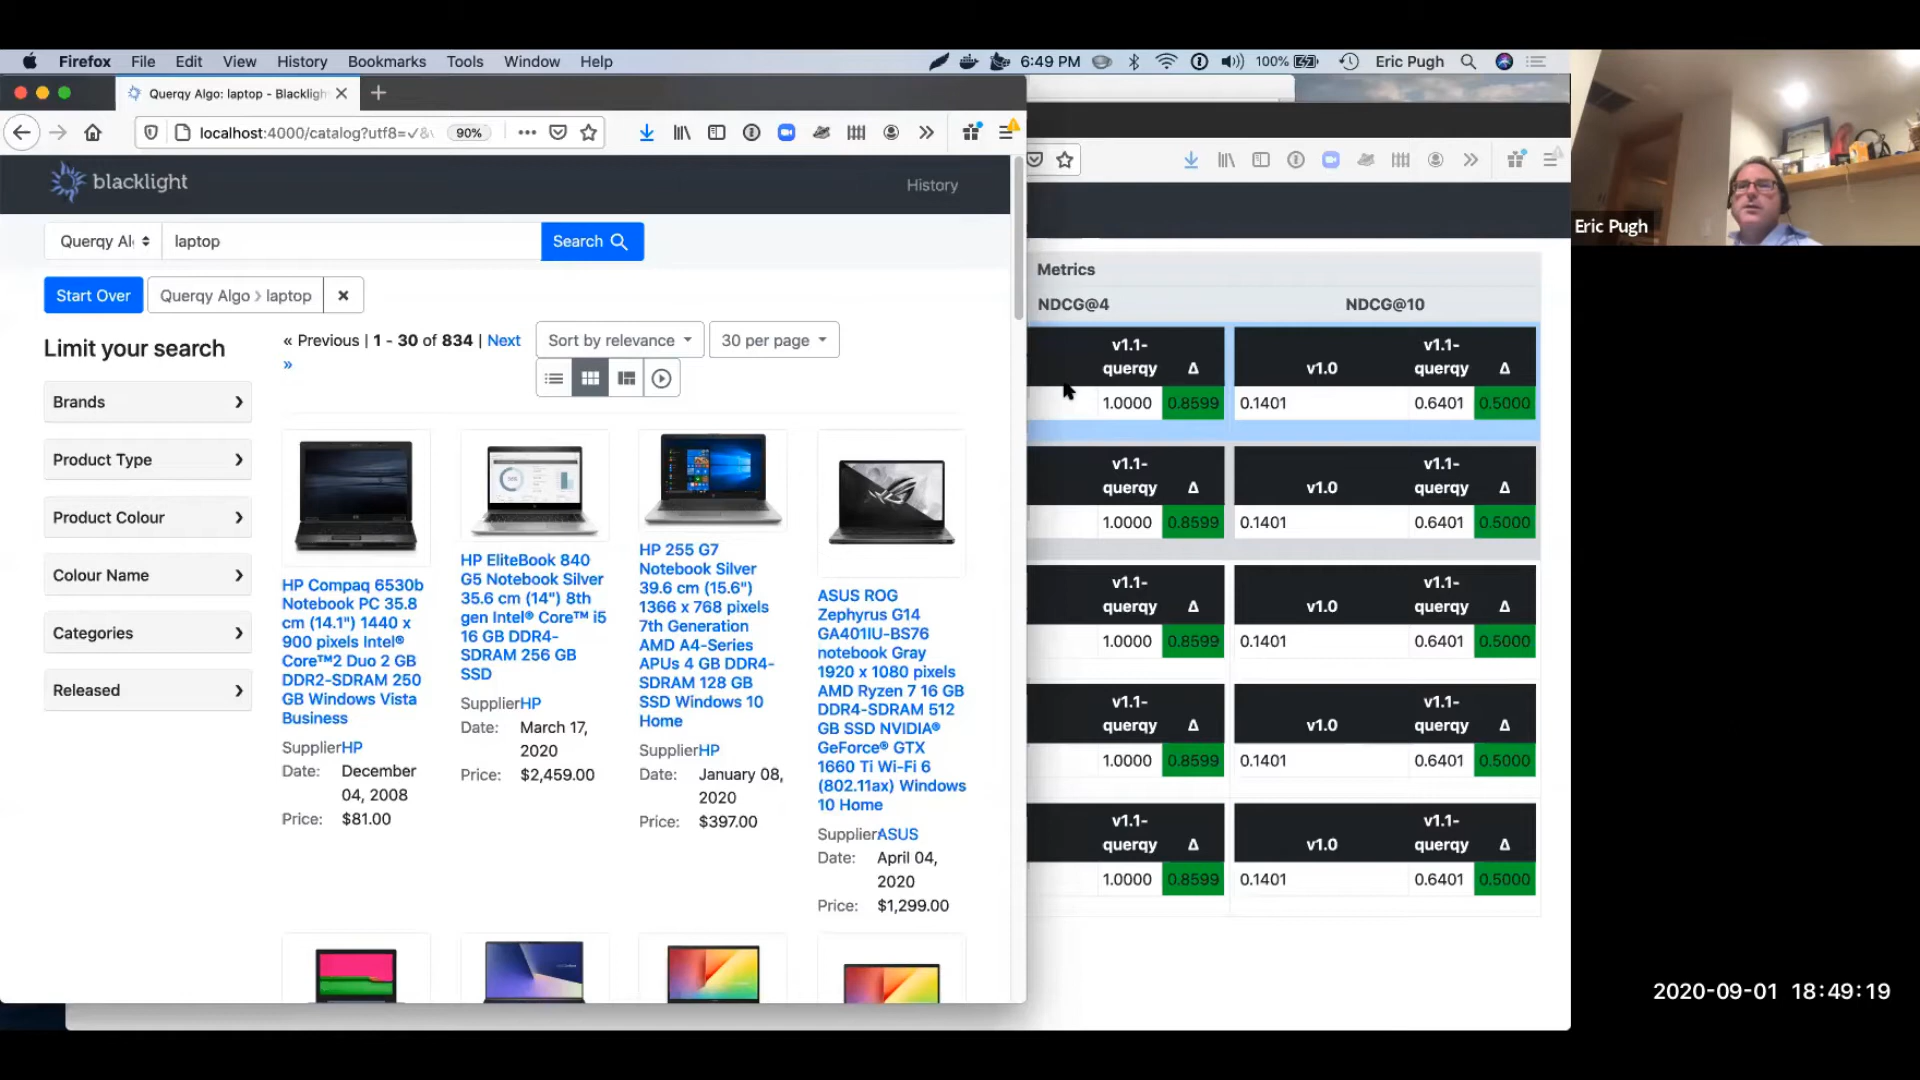 Firefox File Edit View History Bookmarks Tools Window Help 6:49 PM 100% Eric Pugh
Querqy Algo: laptop - Blackligh
localhost:4000/catalog?utf8=✓& 90%
blacklight
History
Querqy Al
laptop
Search
Start Over
Querqy Algo > laptop
Limit your search
« Previous | 1 - 30 of 834 | Next
»
Sort by relevance
30 per page
Brands
Product Type
Product Colour
Colour Name
Categories
Released
HP Compaq 6530b
Notebook PC 35.8
cm (14.1") 1440 x
900 pixels Intel®
Core™2 Duo 2 GB
DDR2-SDRAM 250
GB Windows Vista
Business
SupplierHP
Date: December
04, 2008
Price: $81.00
HP EliteBook 840
G5 Notebook Silver
35.6 cm (14") 8th
gen Intel® Core™ i5
16 GB DDR4-
SDRAM 256 GB
SSD
SupplierHP
Date: March 17,
2020
Price: $2,459.00
HP 255 G7
Notebook Silver
39.6 cm (15.6")
1366 x 768 pixels
7th Generation
AMD A4-Series
APUs 4 GB DDR4-
SDRAM 128 GB
SSD Windows 10
Home
SupplierHP
Date: January 08,
2020
Price: $397.00
ASUS ROG
Zephyrus G14
GA401IU-BS76
notebook Gray
1920 x 1080 pixels
AMD Ryzen 7 16 GB
DDR4-SDRAM 512
GB SSD NVIDIA®
GeForce® GTX
1660 Ti Wi-Fi 6
(802.11ax) Windows
10 Home
SupplierASUS
Date: April 04,
2020
Price: $1,299.00
Metrics
NDCG@4 NDCG@10
v1.1-querqy Δ v1.0 v1.1-querqy Δ
1.0000 0.8599 0.1401 0.6401 0.5000
v1.1-querqy Δ v1.0 v1.1-querqy Δ
1.0000 0.8599 0.1401 0.6401 0.5000
v1.1-querqy Δ v1.0 v1.1-querqy Δ
1.0000 0.8599 0.1401 0.6401 0.5000
v1.1-querqy Δ v1.0 v1.1-querqy Δ
1.0000 0.8599 0.1401 0.6401 0.5000
v1.1-querqy Δ v1.0 v1.1-querqy Δ
1.0000 0.8599 0.1401 0.6401 0.5000
Eric Pugh
2020-09-01 18:49:19